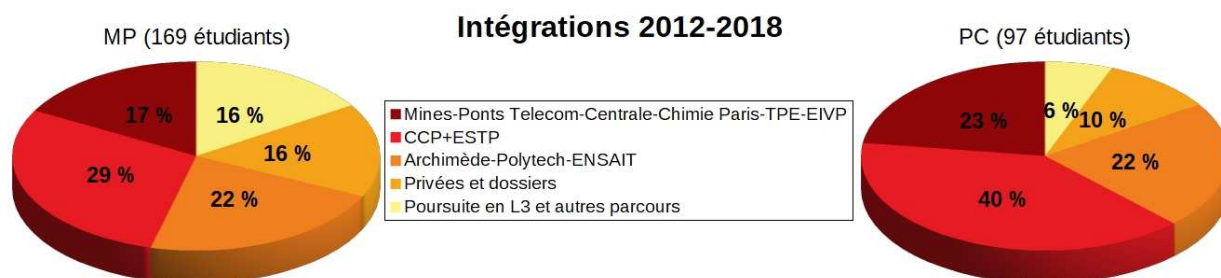 Intégrations 2012-2018
MP (169 étudiants)
17 %
16 %
16 %
22 %
29 %
Mines-Ponts Telecom-Centrale-Chimie Paris-TPE-EIVP
CCP+ESTP
Archimède-Polytech-ENSAIT
Privées et dossiers
Poursuite en L3 et autres parcours
PC (97 étudiants)
23 %
6 %
10 %
22 %
40 %